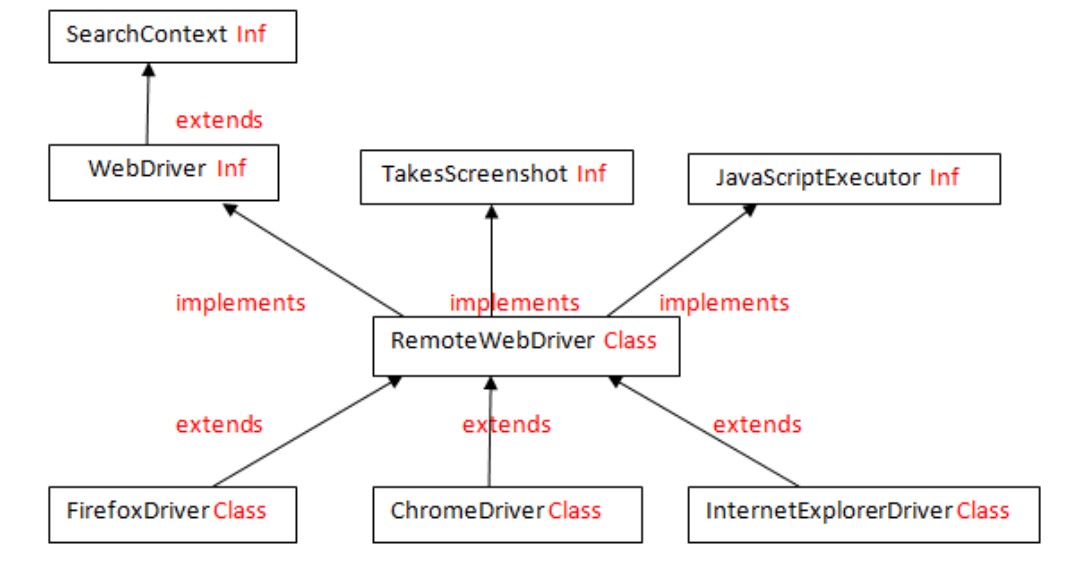 SearchContext Inf
extends
WebDriver Inf
TakesScreenshot Inf
JavaScriptExecutor Inf
implements
implements
implements
RemoteWebDriver Class
extends
extends
extends
FirefoxDriver Class
ChromeDriver Class
InternetExplorerDriver Class